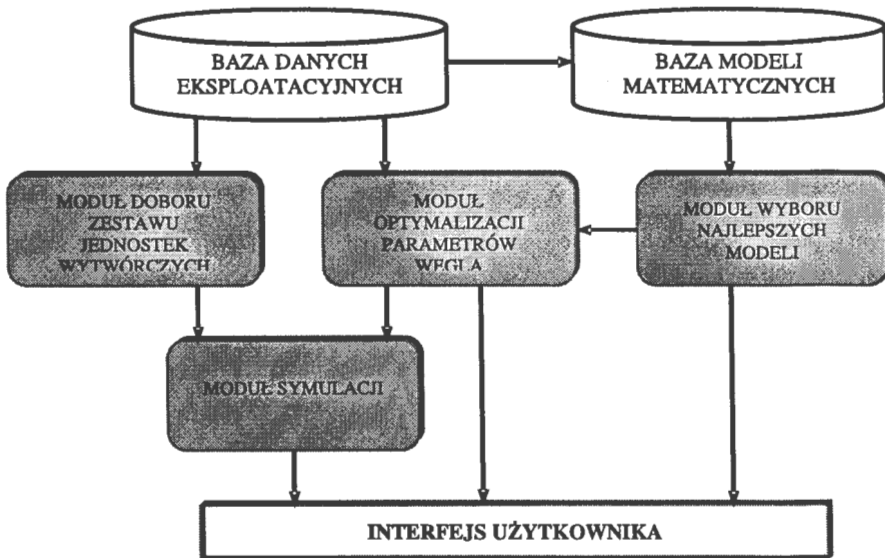 BAZA DANYCH
EKSPLOATACYJNYCH
BAZA MODELI
MATEMATYCZNYCH
MODUŁ DOBORU
ZESTAWU
JEDNOSTEK
WYTWÓRCZYCH
MODUŁ
OPTYMALIZACJI
PARAMETRÓW
WĘGLA
MODUŁ WYBORU
NAJLEPSZYCH
MODELI
MODUŁ SYMULACJI
INTERFEJS UŻYTKOWNIKA